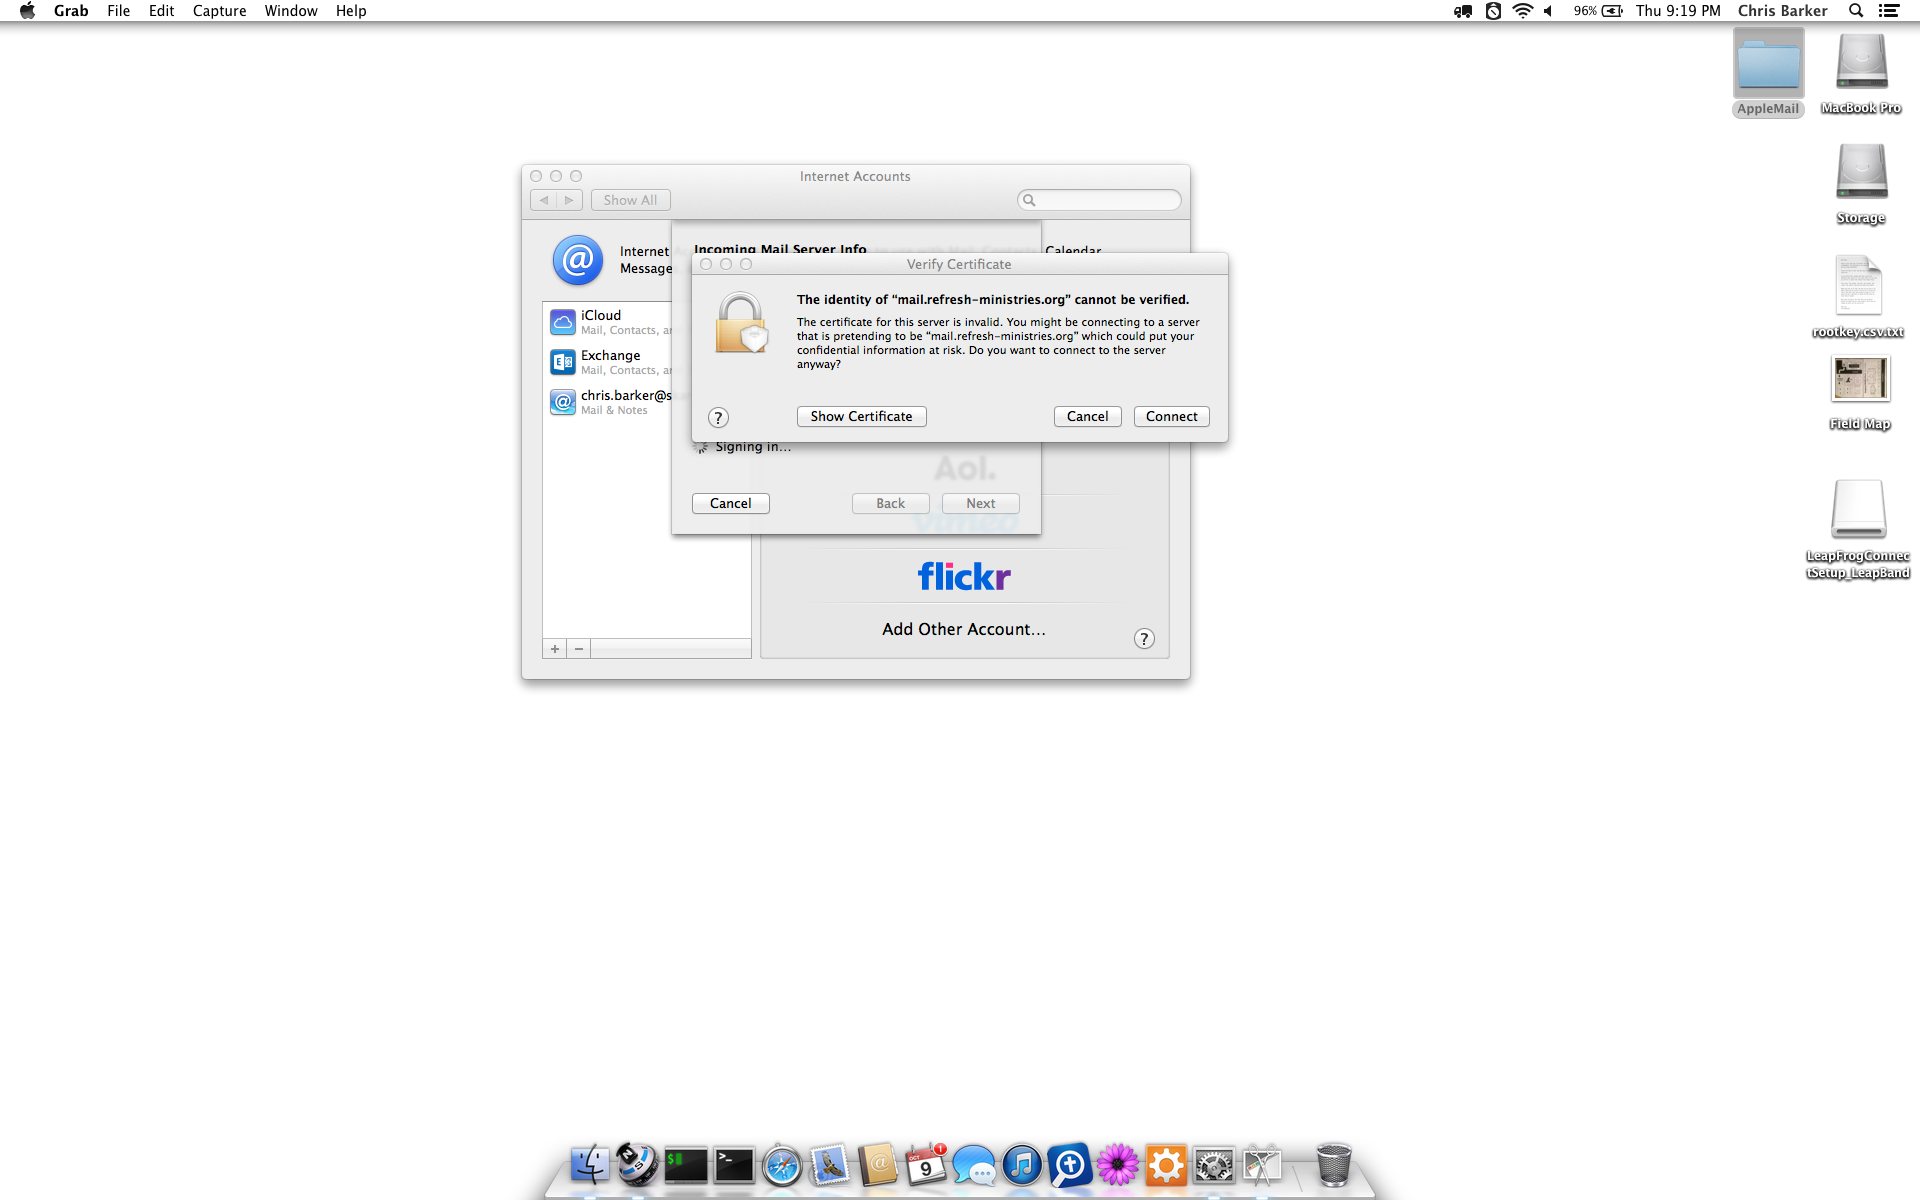 Grab File Edit Capture Window Help
96% Thu 9:19 PM Chris Barker
AppleMail
MacBook Pro
Storage
rootkey.csv.txt
Field Map
LeapFrogConnec
tSetup_LeapBand
Internet Accounts
Show All
Internet
Message
Calendar
Incoming Mail Server Info
iCloud
Mail, Contacts, a
Exchange
Mail, Contacts, a
chris.barker@s
Mail & Notes
Verify Certificate
The identity of “mail.refresh-ministries.org” cannot be verified.
The certificate for this server is invalid. You might be connecting to a server
that is pretending to be “mail.refresh-ministries.org” which could put your
confidential information at risk. Do you want to connect to the server
anyway?
?
Show Certificate
Cancel
Connect
Signing in...
Aol.
Cancel
Back
Next
vimeo
flickr
Add Other Account...
?
+ −
N
S
$
>_
@
OCT
9
1